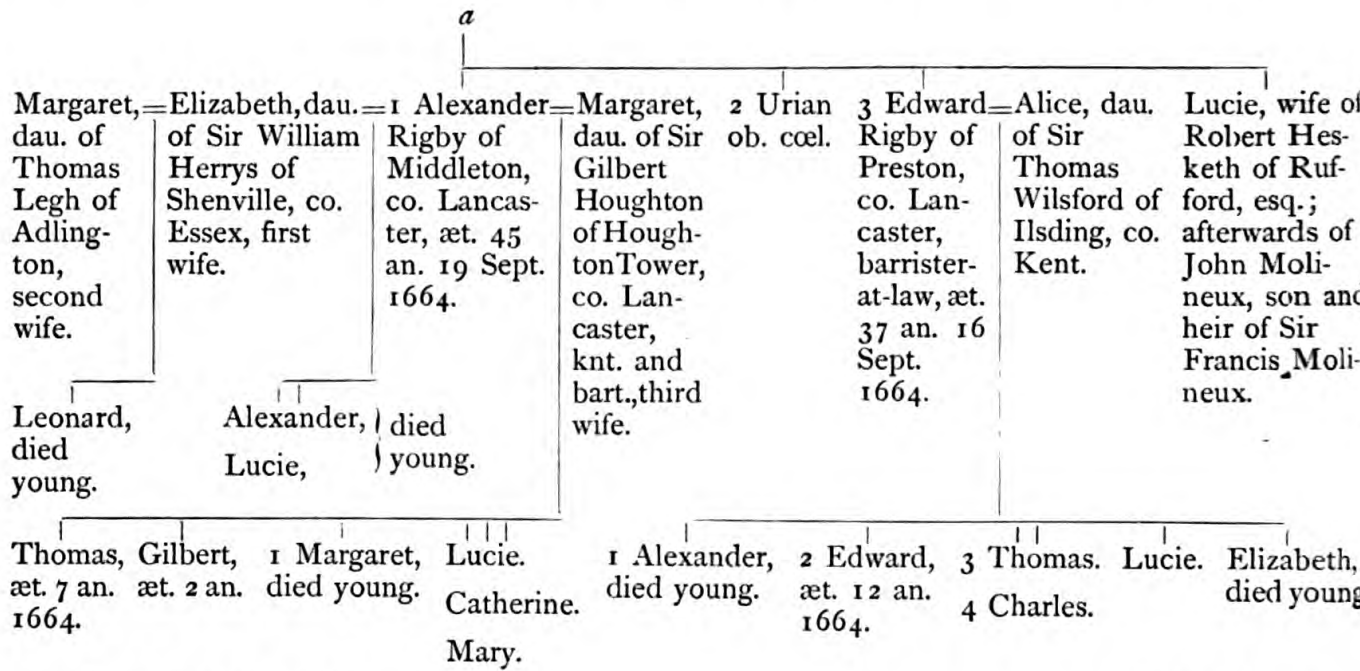 a
Margaret,
dau. of
Thomas
Legh of
Adling-
ton,
second
wife.
=Elizabeth, dau.
of Sir William
Herrys of
Shenville, co.
Essex, first
wife.
=1 Alexander=
Rigby of
Middleton,
co. Lancas-
ter, æt. 45
an. 19 Sept.
1664.
Margaret,
dau. of Sir
Gilbert
Houghton
of Hough-
ton Tower,
co. Lan-
caster,
knt. and
bart., third
wife.
2 Urian
ob. cœl.
3 Edward=
Rigby of
Preston,
co. Lan-
caster,
barrister-
at-law, æt.
37 an. 16
Sept.
1664.
Alice, dau.
of Sir
Thomas
Wilsford of
Ilsding, co.
Kent.
Lucie, wife of
Robert Hes-
keth of Ruf-
ford, esq.;
afterwards of
John Moli-
neux, son and
heir of Sir
Francis Moli-
neux.
Leonard,
died
young.
Alexander,
Lucie,
died
young.
Thomas,
æt. 7 an.
1664.
Gilbert,
æt. 2 an.
1 Margaret,
died young.
Lucie.
Catherine.
Mary.
1 Alexander,
died young.
2 Edward,
æt. 12 an.
1664.
3 Thomas.
4 Charles.
Lucie.
Elizabeth,
died young